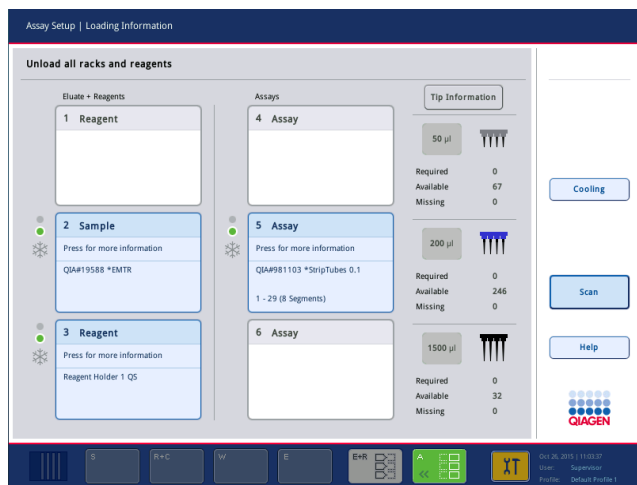 Assay Setup | Loading Information
Unload all racks and reagents
Eluate + Reagents
Assays
Tip Information
1 Reagent
4 Assay
50 µl
Required 0
Available 67
Missing 0
Cooling
2 Sample
Press for more information
QIA#19588 *EMTR
5 Assay
Press for more information
QIA#981103 *StripTubes 0.1
1 - 29 (8 Segments)
200 µl
Required 0
Available 246
Missing 0
Scan
3 Reagent
Press for more information
Reagent Holder 1 QS
6 Assay
1500 µl
Required 0
Available 32
Missing 0
Help
QIAGEN
S
R+C
W
E
E+R
A
Oct 26, 2015 | 11:03:37
User: Supervisor
Profile: Default Profile 1